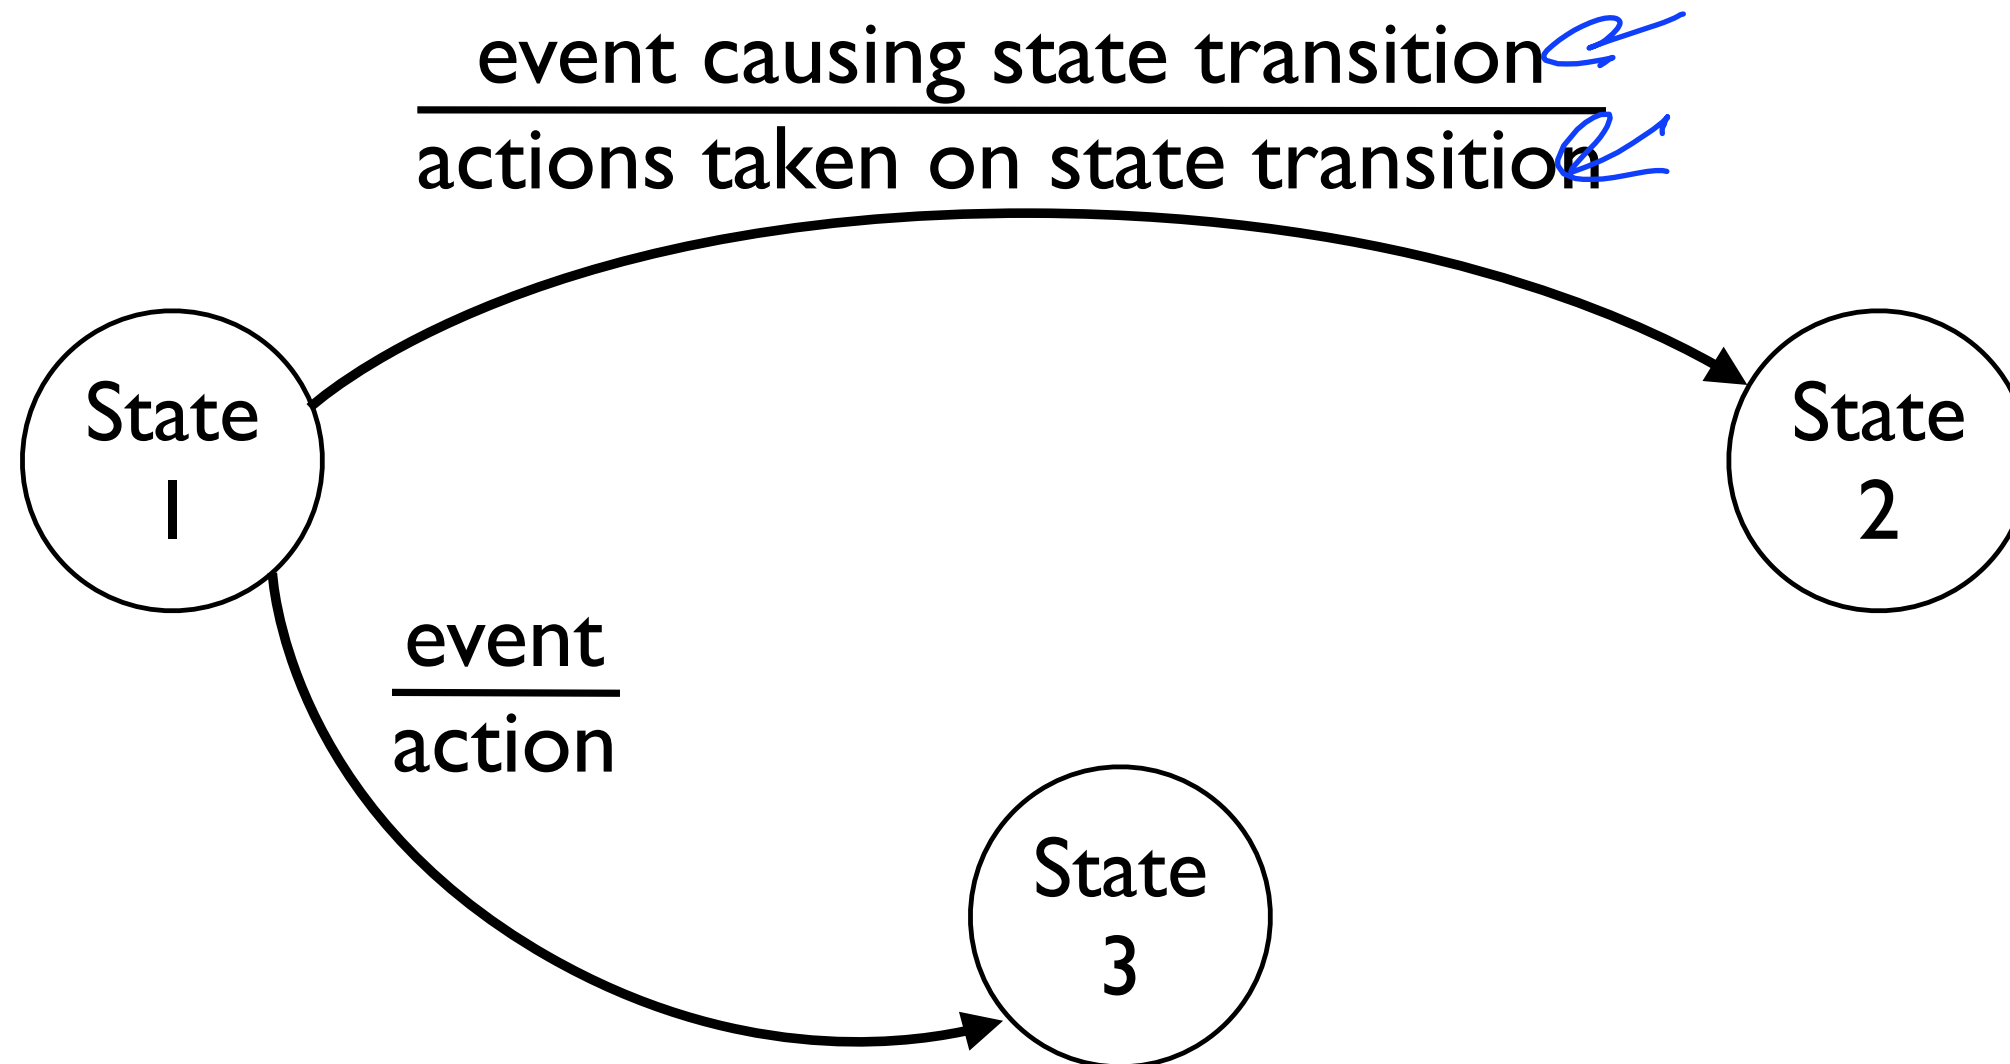 event causing state transition
actions taken on state transition
State
1
State
2
event
action
State
3